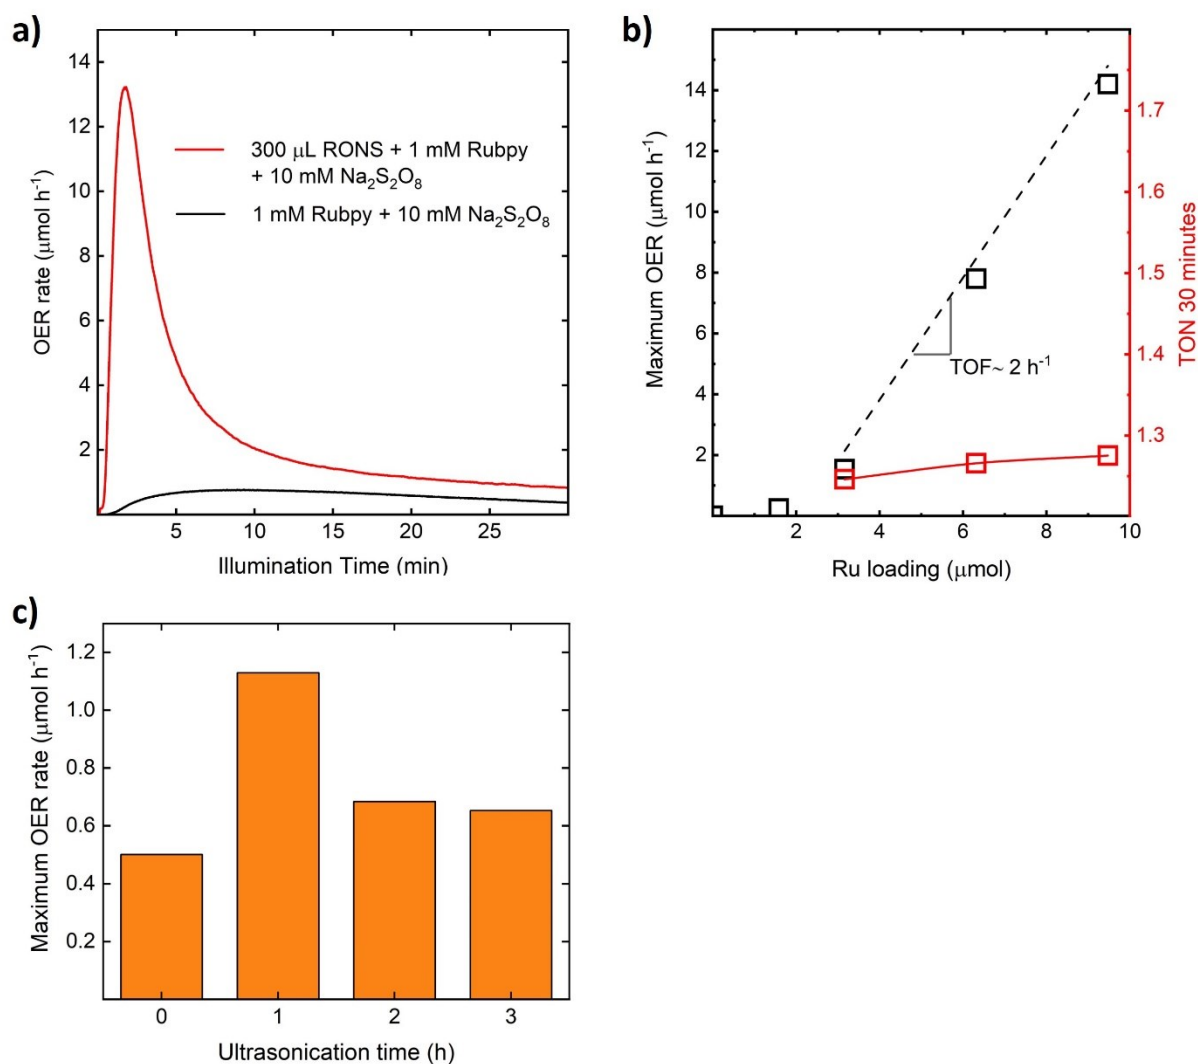 a)
OER rate (μmol h⁻¹)
14
12
10
8
6
4
2
300 μL RONS + 1 mM Rubpy
+ 10 mM Na₂S₂O₈
1 mM Rubpy + 10 mM Na₂S₂O₈
5 10 15 20 25
Illumination Time (min)
b)
Maximum OER (μmol h⁻¹)
14
12
10
8
6
4
2
TOF~ 2 h⁻¹
1.7
1.6
1.5
1.4
1.3
TON 30 minutes
2 4 6 8 10
Ru loading (μmol)
c)
Maximum OER rate (μmol h⁻¹)
1.2
1.0
0.8
0.6
0.4
0.2
0 1 2 3
Ultrasonication time (h)